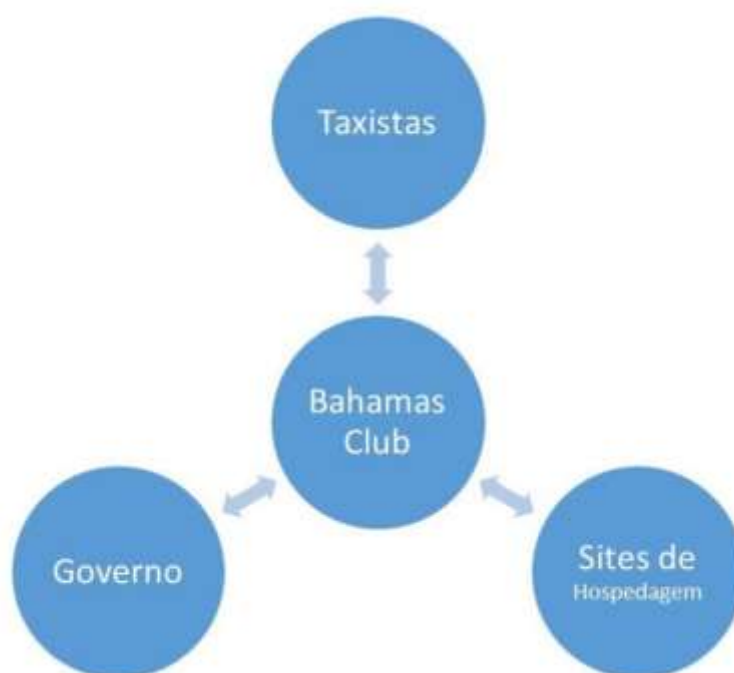 Taxistas
Bahamas
Club
Governo
Sites de
Hospedagem